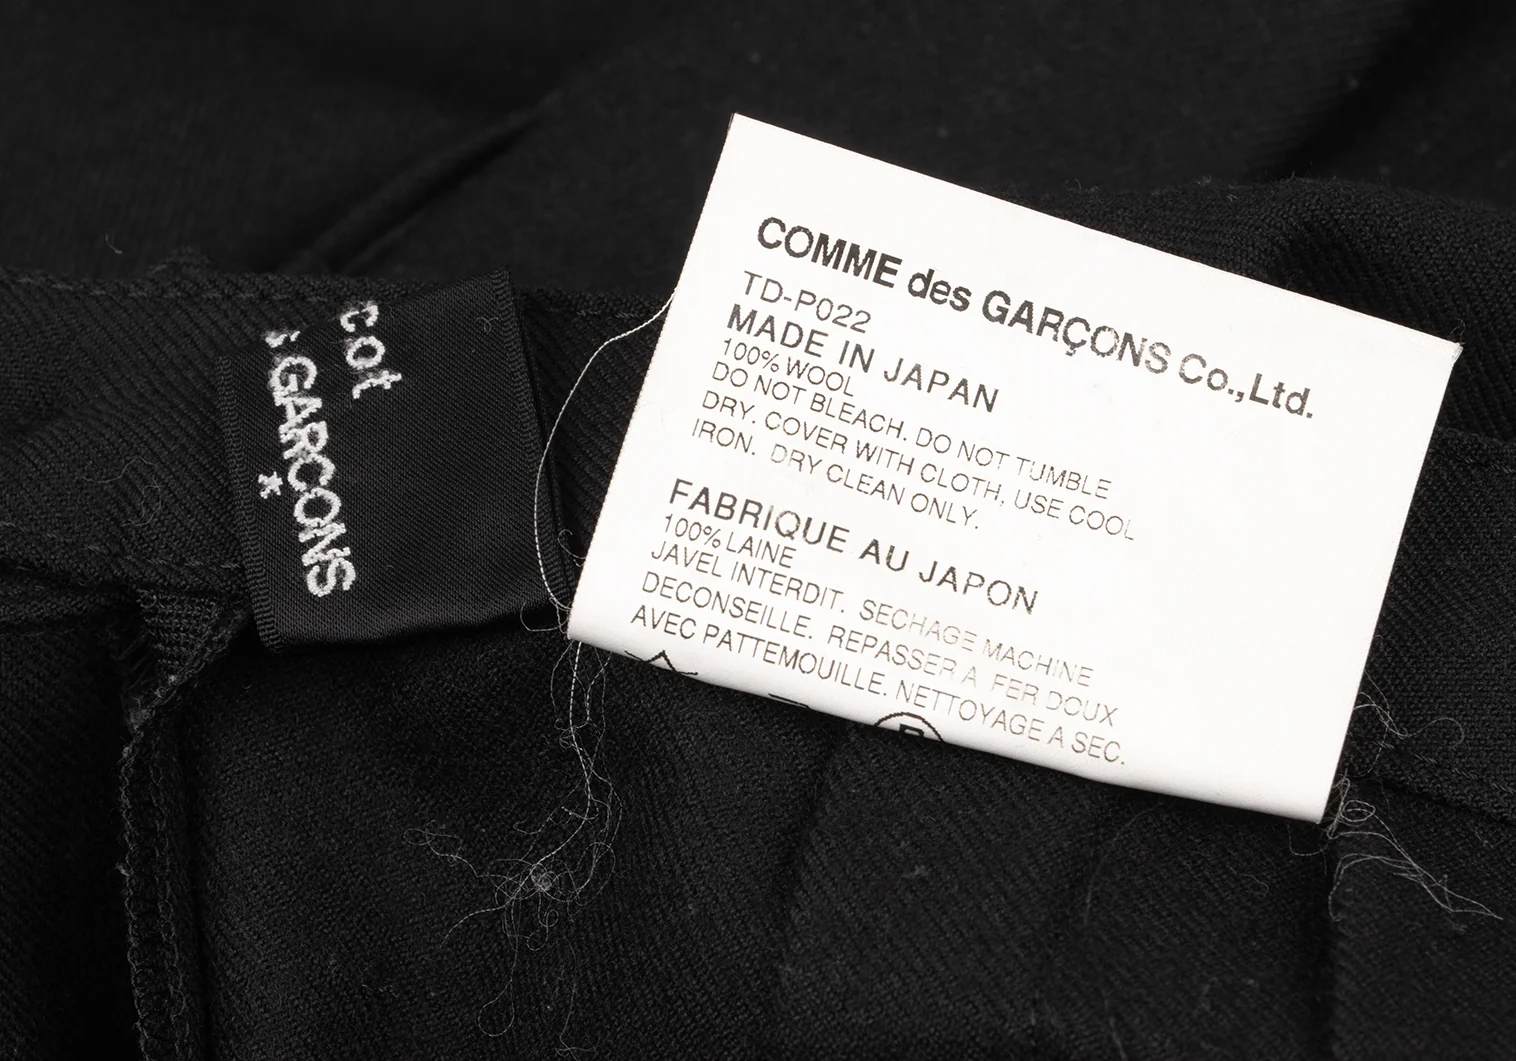 cot
GARÇONS
*
COMME des GARÇONS Co.,Ltd.
TD-P022
MADE IN JAPAN
100% WOOL
DO NOT BLEACH. DO NOT TUMBLE
DRY. COVER WITH CLOTH, USE COOL
IRON. DRY CLEAN ONLY.
FABRIQUE AU JAPON
100% LAINE
JAVEL INTERDIT. SECHAGE MACHINE
DECONSEILLE. REPASSER A FER DOUX
AVEC PATTEMOUILLE. NETTOYAGE A SEC.